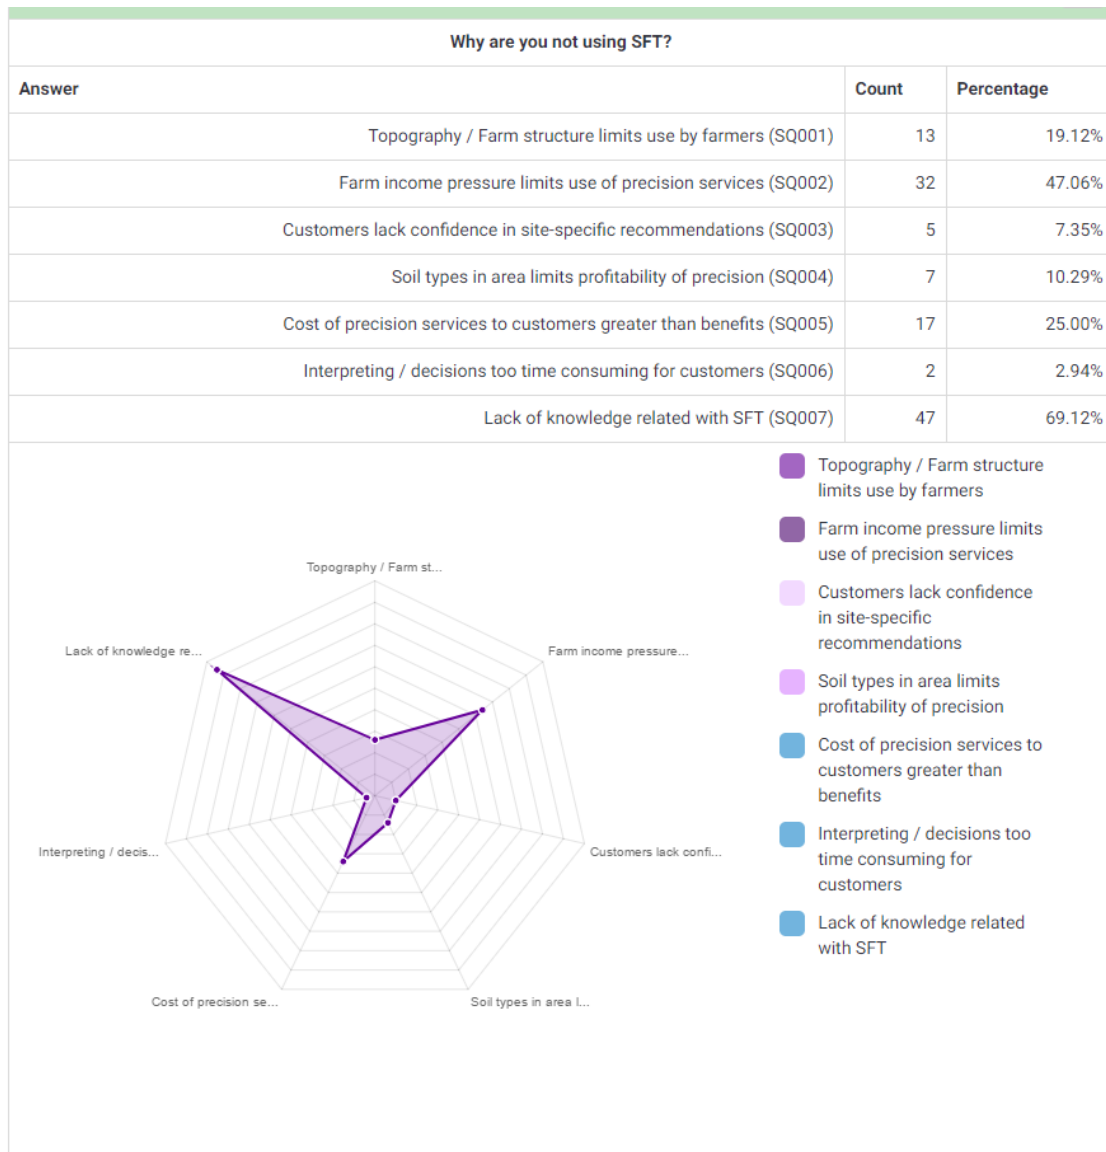 Why are you not using SFT?
Answer Count Percentage
Topography / Farm structure limits use by farmers (SQ001) 13 19.12%
Farm income pressure limits use of precision services (SQ002) 32 47.06%
Customers lack confidence in site-specific recommendations (SQ003) 5 7.35%
Soil types in area limits profitability of precision (SQ004) 7 10.29%
Cost of precision services to customers greater than benefits (SQ005) 17 25.00%
Interpreting / decisions too time consuming for customers (SQ006) 2 2.94%
Lack of knowledge related with SFT (SQ007) 47 69.12%
Topography / Farm st...
Farm income pressure...
Customers lack confi...
Soil types in area l...
Cost of precision se...
Interpreting / decis...
Lack of knowledge re...
Topography / Farm structure
limits use by farmers
Farm income pressure limits
use of precision services
Customers lack confidence
in site-specific
recommendations
Soil types in area limits
profitability of precision
Cost of precision services to
customers greater than
benefits
Interpreting / decisions too
time consuming for
customers
Lack of knowledge related
with SFT